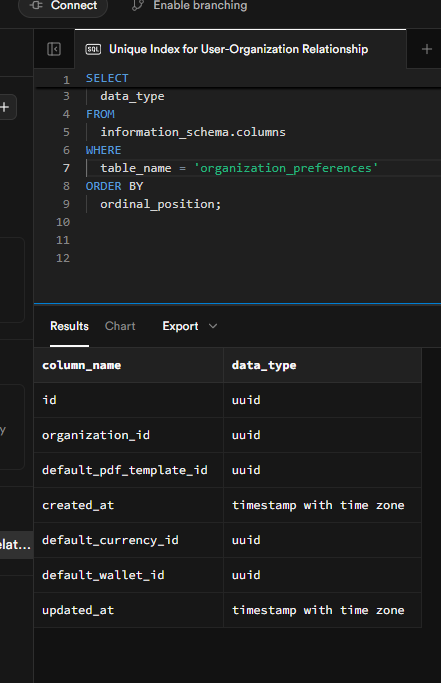 Connect
Enable branching
SQL Unique Index for User-Organization Relationship
1 SELECT
3 data_type
4 FROM
5 information_schema.columns
6 WHERE
7 table_name = 'organization_preferences'
8 ORDER BY
9 ordinal_position;
10
11
12
y
elat...
Results Chart Export
column_name data_type
id uuid
organization_id uuid
default_pdf_template_id uuid
created_at timestamp with time zone
default_currency_id uuid
default_wallet_id uuid
updated_at timestamp with time zone